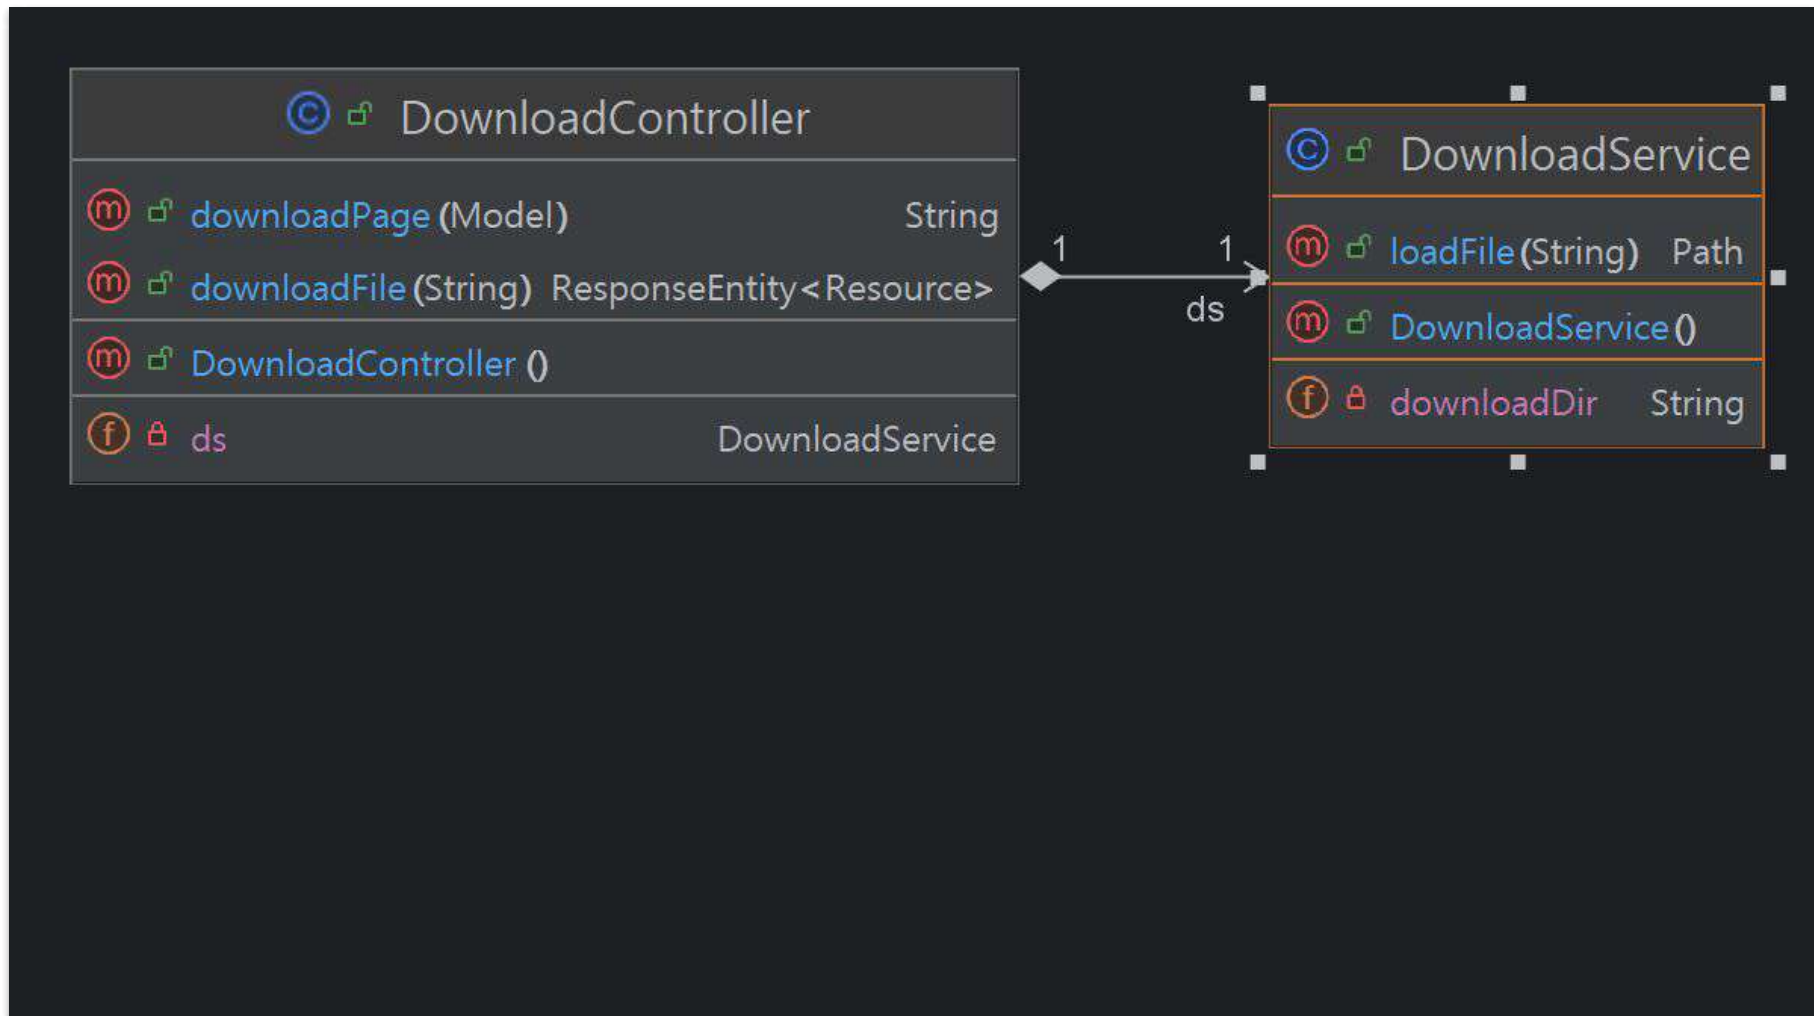 DownloadController
downloadPage(Model) String
downloadFile(String) ResponseEntity<Resource>
DownloadController()
ds DownloadService
1 1
ds
DownloadService
loadFile(String) Path
DownloadService()
downloadDir String